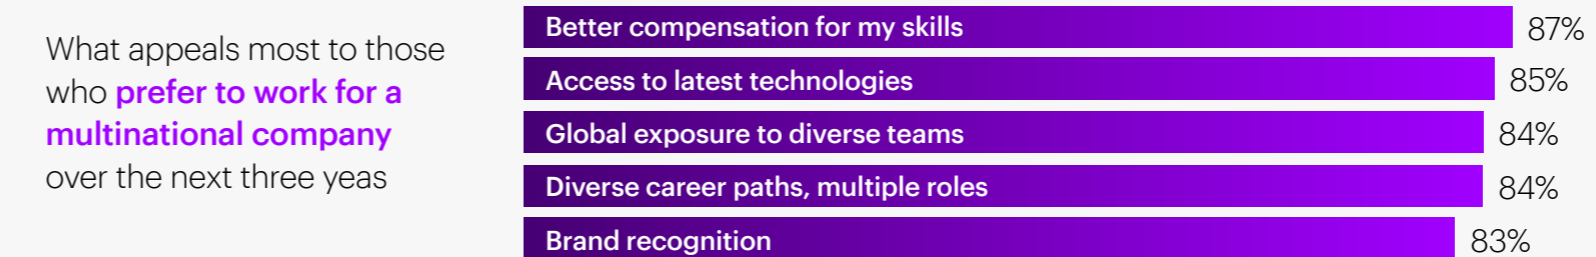 What appeals most to those
who prefer to work for a
multinational company
over the next three yeas
Better compensation for my skills 87%
Access to latest technologies 85%
Global exposure to diverse teams 84%
Diverse career paths, multiple roles 84%
Brand recognition 83%